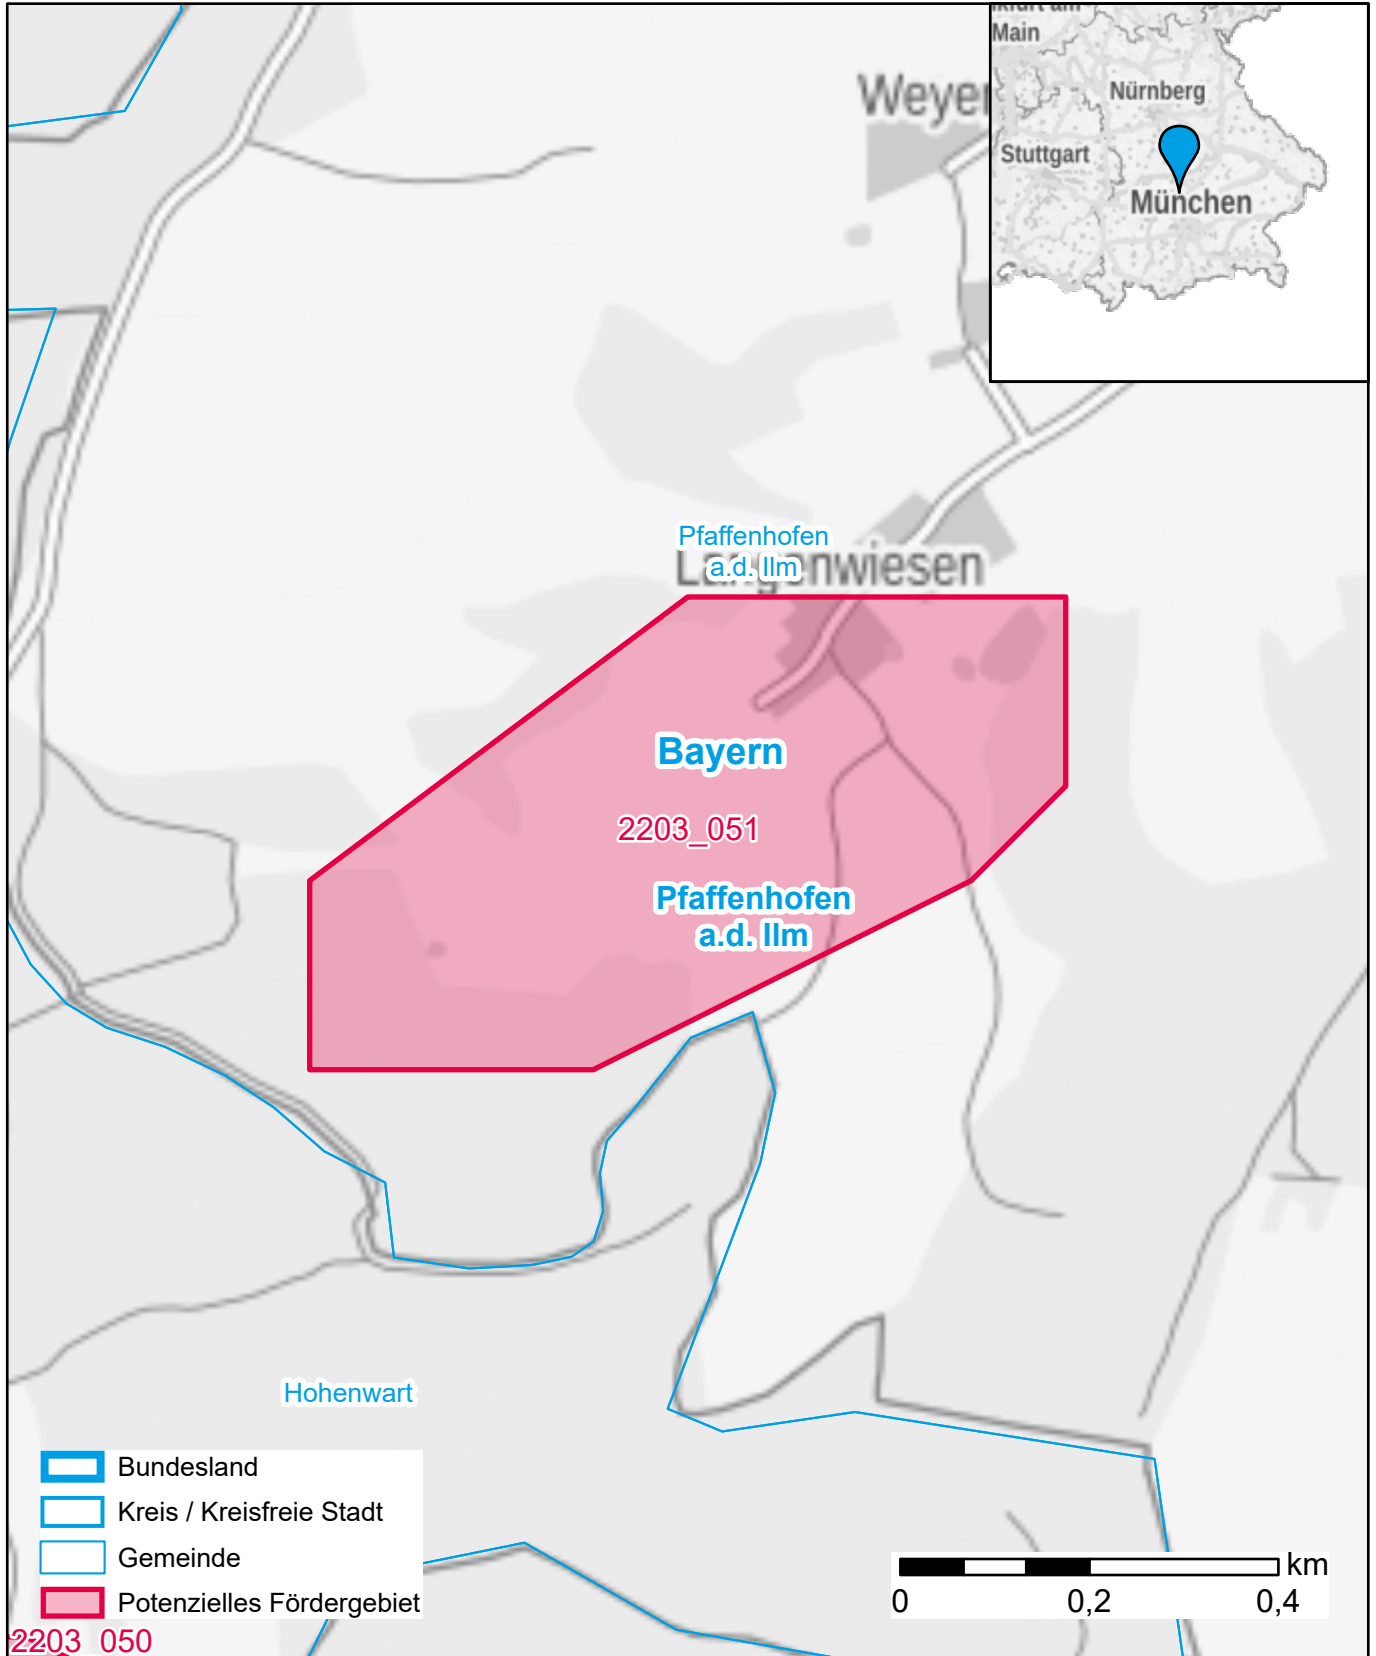 Main
Nürnberg
Stuttgart
München
Pfaffenhofen
a.d. Ilm
Langenwiesen
Bayern
2203_051
Pfaffenhofen
a.d. Ilm
Hohenwart
Bundesland
Kreis / Kreisfreie Stadt
Gemeinde
Potenzielles Fördergebiet
2203_050
km
0 0,2 0,4